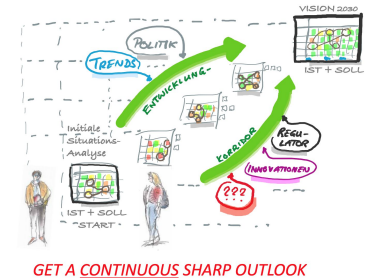 VISION 2030
IST + SOLL
POLITIK
TRENDS
ENTWICKLUNG-
KORRIDOR
REGU-
LATOR
INNOVATIONEN
???
Initiale
Situations-
Analyse
IST + SOLL
START
GET A CONTINUOUS SHARP OUTLOOK